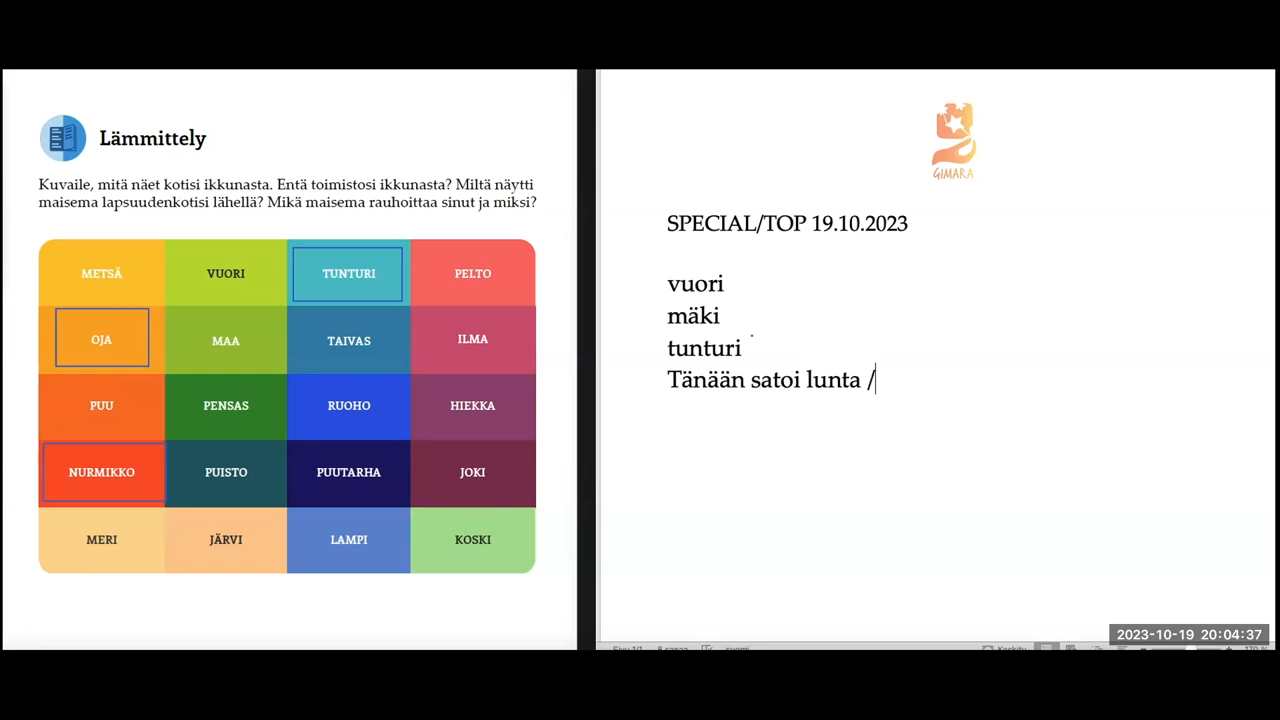 Lämmittely
Kuvaile, mitä näet kotisi ikkunasta. Entä toimistosi ikkunasta? Miltä näytti
maisema lapsuudenkotisi lähellä? Mikä maisema rauhoittaa sinut ja miksi?
METSÄ VUORI TUNTURI PELTO
OJA MAA TAIVAS ILMA
PUU PENSAS RUOHO HIEKKA
NURMIKKO PUISTO PUUTARHA JOKI
MERI JÄRVI LAMPI KOSKI
GIMARA
SPECIAL/TOP 19.10.2023
vuori
mäki
tunturi
Tänään satoi lunta /
2023-10-19 20:04:37